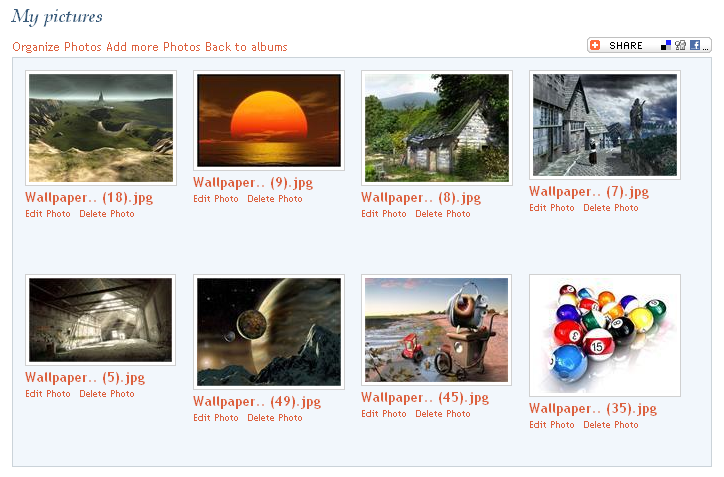 My pictures
Organize Photos Add more Photos Back to albums
SHARE ...
Wallpaper.. (18).jpg
Edit Photo Delete Photo
Wallpaper.. (9).jpg
Edit Photo Delete Photo
Wallpaper.. (8).jpg
Edit Photo Delete Photo
Wallpaper.. (7).jpg
Edit Photo Delete Photo
Wallpaper.. (5).jpg
Edit Photo Delete Photo
Wallpaper.. (49).jpg
Edit Photo Delete Photo
Wallpaper.. (45).jpg
Edit Photo Delete Photo
15
Wallpaper.. (35).jpg
Edit Photo Delete Photo